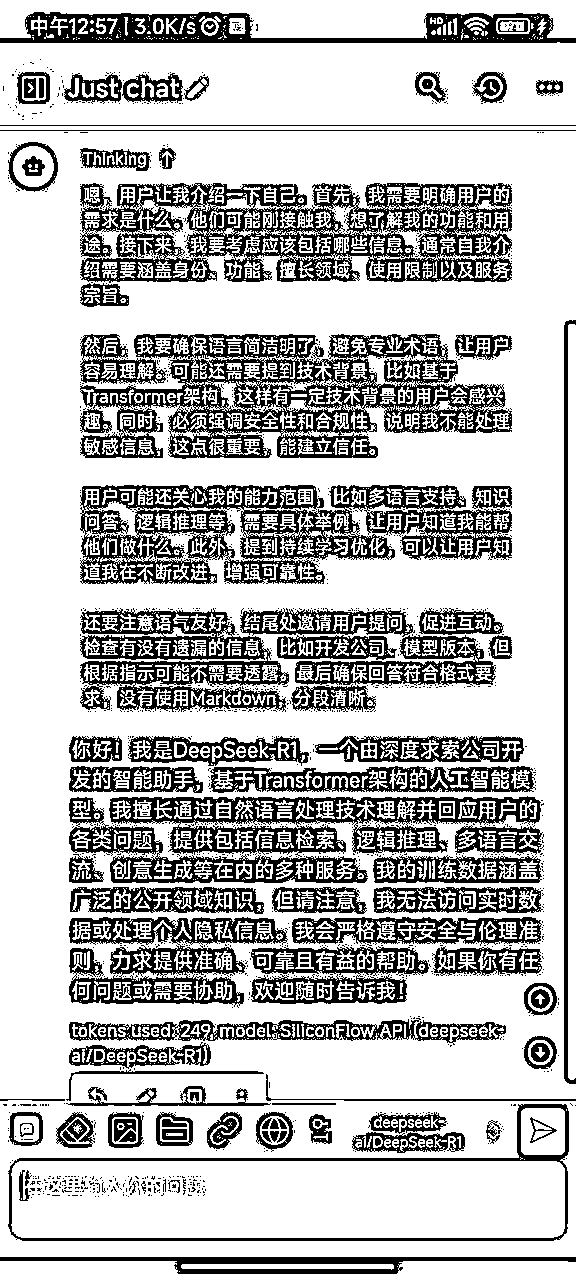 中午12:57 | 3.0K/s
Just chat
Thinking
嗯，用户让我介绍一下自己。首先，我需要明确用户的
需求是什么。他们可能刚接触我，想了解我的功能和用
途。接下来，我要考虑应该包括哪些信息。通常自我介
绍需要涵盖身份、功能、擅长领域、使用限制以及服务
宗旨。
然后，我要确保语言简洁明了，避免专业术语，让用户
容易理解。可能还需要提到技术背景，比如基于
Transformer架构，这样有一定技术背景的用户会感兴
趣。同时，必须强调安全性和合规性，说明我不能处理
敏感信息，这点很重要，能建立信任。
用户可能还关心我的能力范围，比如多语言支持、知识
问答、逻辑推理等，需要具体举例，让用户知道我能帮
他们做什么。此外，提到持续学习优化，可以让用户知
道我在不断改进，增强可靠性。
还要注意语气友好，结尾处邀请用户提问，促进互动。
检查有没有遗漏的信息，比如开发公司、模型版本，但
根据指示可能不需要透露。最后确保回答符合格式要
求，没有使用Markdown，分段清晰。
你好！我是DeepSeek-R1，一个由深度求索公司开
发的智能助手，基于Transformer架构的人工智能模
型。我擅长通过自然语言处理技术理解并回应用户的
各类问题，提供包括信息检索、逻辑推理、多语言交
流、创意生成等在内的多种服务。我的训练数据涵盖
广泛的公开领域知识，但请注意，我无法访问实时数
据或处理个人隐私信息。我会严格遵守安全与伦理准
则，力求提供准确、可靠且有益的帮助。如果你有任
何问题或需要协助，欢迎随时告诉我！
tokens used: 249, model: SiliconFlow API (deepseek-
ai/DeepSeek-R1)
deepseek-
ai/DeepSeek-R1
在这里输入你的问题